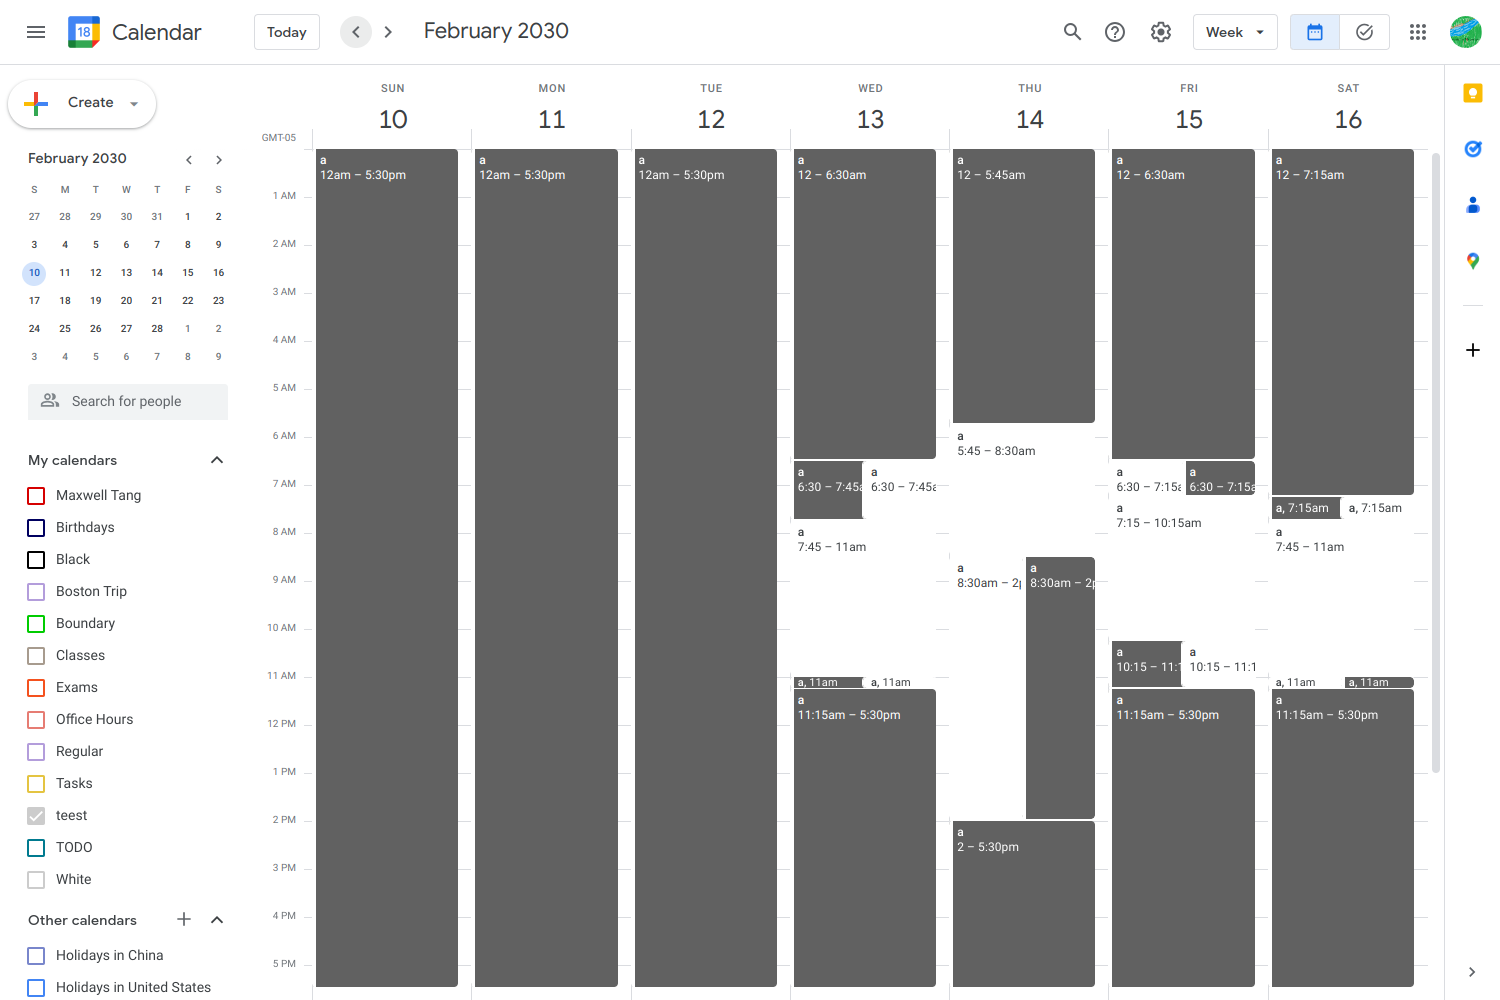 18 Calendar Today February 2030 Week
Create
February 2030
S M T W T F S
27 28 29 30 31 1 2
3 4 5 6 7 8 9
10 11 12 13 14 15 16
17 18 19 20 21 22 23
24 25 26 27 28 1 2
3 4 5 6 7 8 9
Search for people
My calendars
Maxwell Tang
Birthdays
Black
Boston Trip
Boundary
Classes
Exams
Office Hours
Regular
Tasks
teest
TODO
White
Other calendars
Holidays in China
Holidays in United States
SUN MON TUE WED THU FRI SAT
10 11 12 13 14 15 16
GMT-05
1 AM
2 AM
3 AM
4 AM
5 AM
6 AM
7 AM
8 AM
9 AM
10 AM
11 AM
12 PM
1 PM
2 PM
3 PM
4 PM
5 PM
a
12am – 5:30pm
a
12am – 5:30pm
a
12am – 5:30pm
a
12 – 6:30am
a
6:30 – 7:45a
a
6:30 – 7:45a
a
7:45 – 11am
a, 11am
a, 11am
a
11:15am – 5:30pm
a
12 – 5:45am
a
5:45 – 8:30am
a
8:30am – 2p
a
8:30am – 2p
a
2 – 5:30pm
a
12 – 6:30am
a
6:30 – 7:15a
a
6:30 – 7:15a
a
7:15 – 10:15am
a
10:15 – 11:1
a
10:15 – 11:1
a
11:15am – 5:30pm
a
12 – 7:15am
a, 7:15am
a, 7:15am
a
7:45 – 11am
a, 11am
a, 11am
a
11:15am – 5:30pm